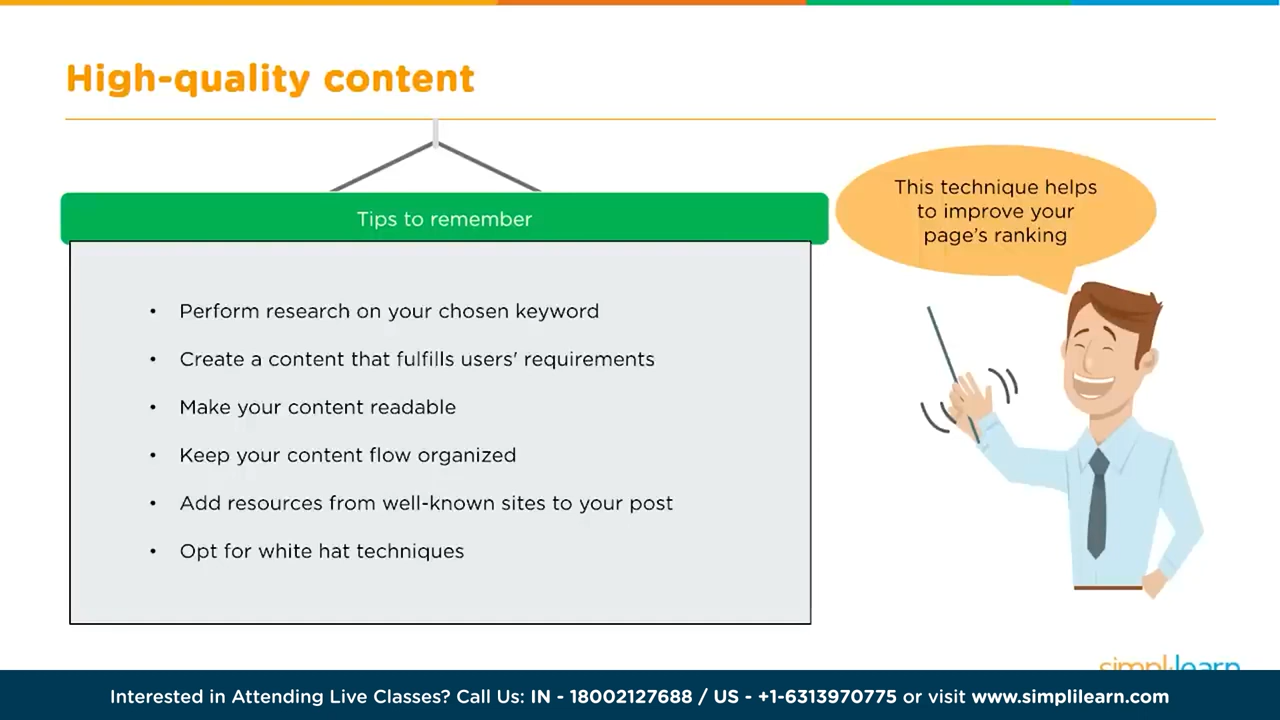 High-quality content
Tips to remember
This technique helps
to improve your
page's ranking
• Perform research on your chosen keyword
• Create a content that fulfills users' requirements
• Make your content readable
• Keep your content flow organized
• Add resources from well-known sites to your post
• Opt for white hat techniques
simplilearn
Interested in Attending Live Classes? Call Us: IN - 18002127688 / US - +1-6313970775 or visit www.simplilearn.com